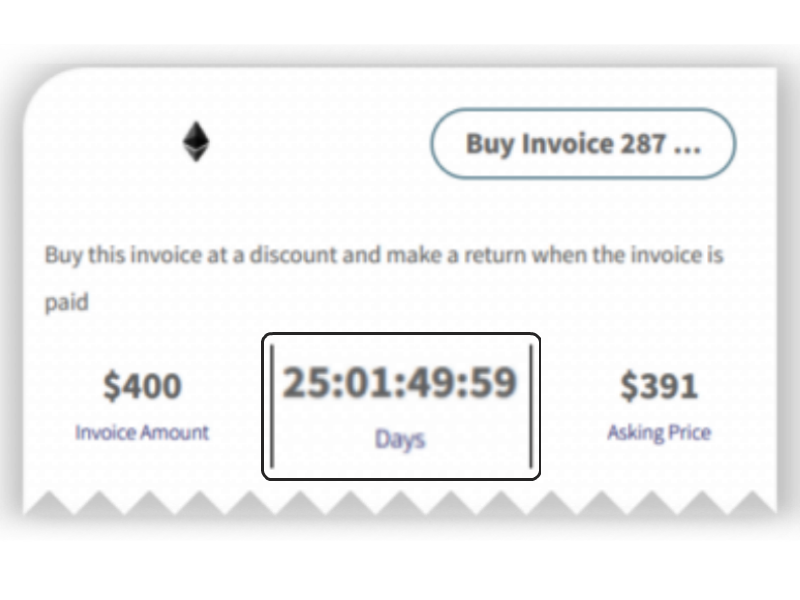 Buy Invoice 287 ...
Buy this invoice at a discount and make a return when the invoice is
paid
$400
Invoice Amount
25:01:49:59
Days
$391
Asking Price